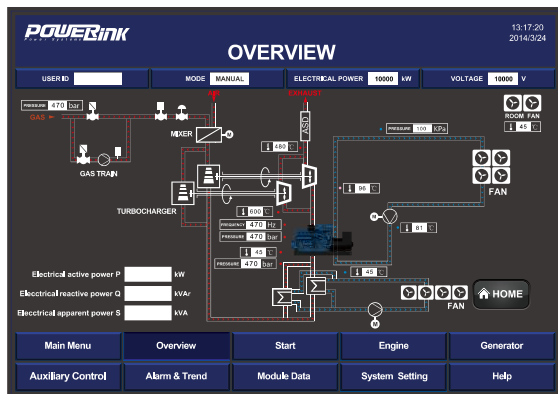 POWERlink
Power Systems
13:17:20
2014/3/24
OVERVIEW
USER ID
MODE MANUAL
ELECTRICAL POWER 10000 kW
VOLTAGE 10000 V
AIR
EXHAUST
PRESSURE 470 bar
GAS
MIXER
ASD
PRESSURE 100 KPa
ROOM FAN
45 °C
GAS TRAIN
480 °C
FAN
96 °C
TURBOCHARGER
600 °C
M
81 °C
FREQUENCY 470 Hz
PRESSURE 470 bar
45 °C
PRESSURE 470 bar
45 °C
Electrical active power P kW
Elecctrical reactive power Q kVAr
Elecctrical apparent power S kVA
FAN
HOME
M
Main Menu
Overview
Start
Engine
Generator
Auxiliary Control
Alarm & Trend
Module Data
System Setting
Help